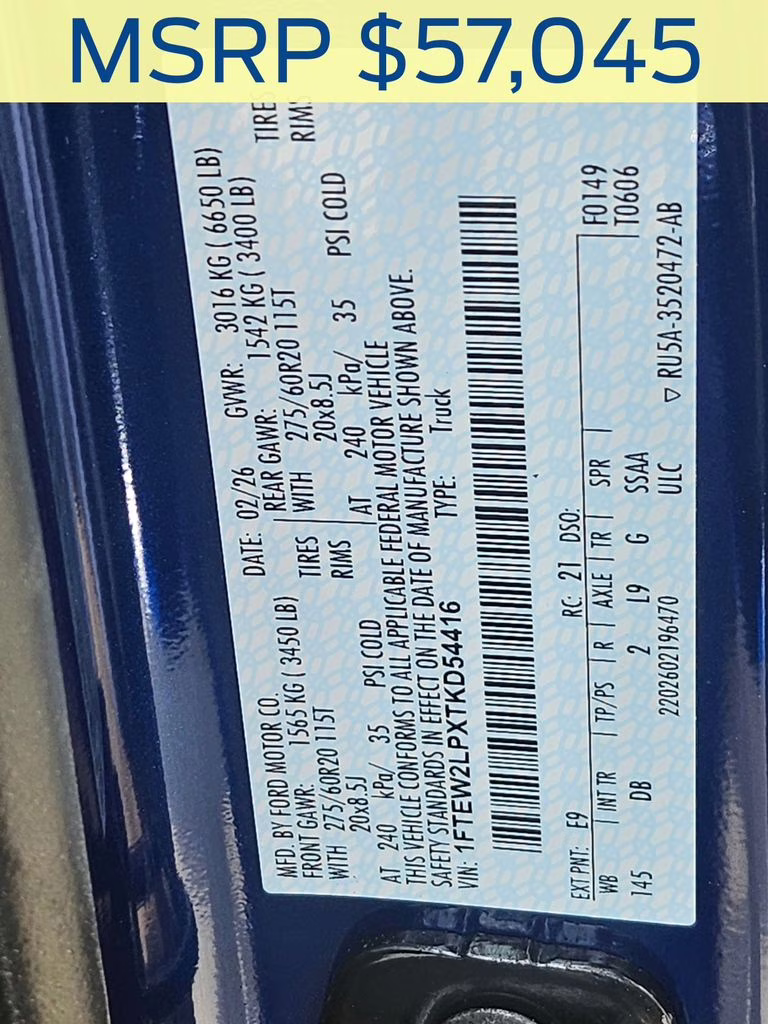 MSRP $57,045
MFD. BY FORD MOTOR CO.
DATE: 02/26 GVWR: 3016 KG ( 6650 LB)
FRONT GAWR: 1565 KG ( 3450 LB)
REAR GAWR: 1542 KG ( 3400 LB)
WITH 275/60R20 115T TIRES
WITH 275/60R20 115T TIRES
20x8.5J RIMS
20x8.5J RIMS
AT 240 kPa/ 35 PSI COLD
AT 240 kPa/ 35 PSI COLD
THIS VEHICLE CONFORMS TO ALL APPLICABLE FEDERAL MOTOR VEHICLE
SAFETY STANDARDS IN EFFECT ON THE DATE OF MANUFACTURE SHOWN ABOVE.
VIN: 1FTEW2LPXTKD54416 TYPE: Truck
EXT PNT: E9 RC: 21 DSO: F0149
WB | INT TR | TP/PS | R | AXLE | TR | SPR | T0606
145 DB 2 L9 G SSAA
2202602196470 ULC ▽ RU5A-3520472-AB